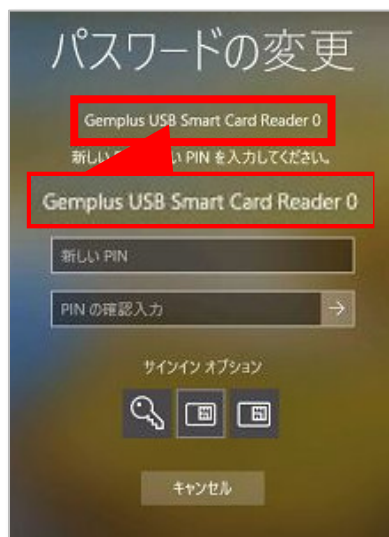 パスワードの変更
Gemplus USB Smart Card Reader 0
新しい PIN を入力してください。
Gemplus USB Smart Card Reader 0
新しい PIN
PIN の確認入力
サインイン オプション
キャンセル